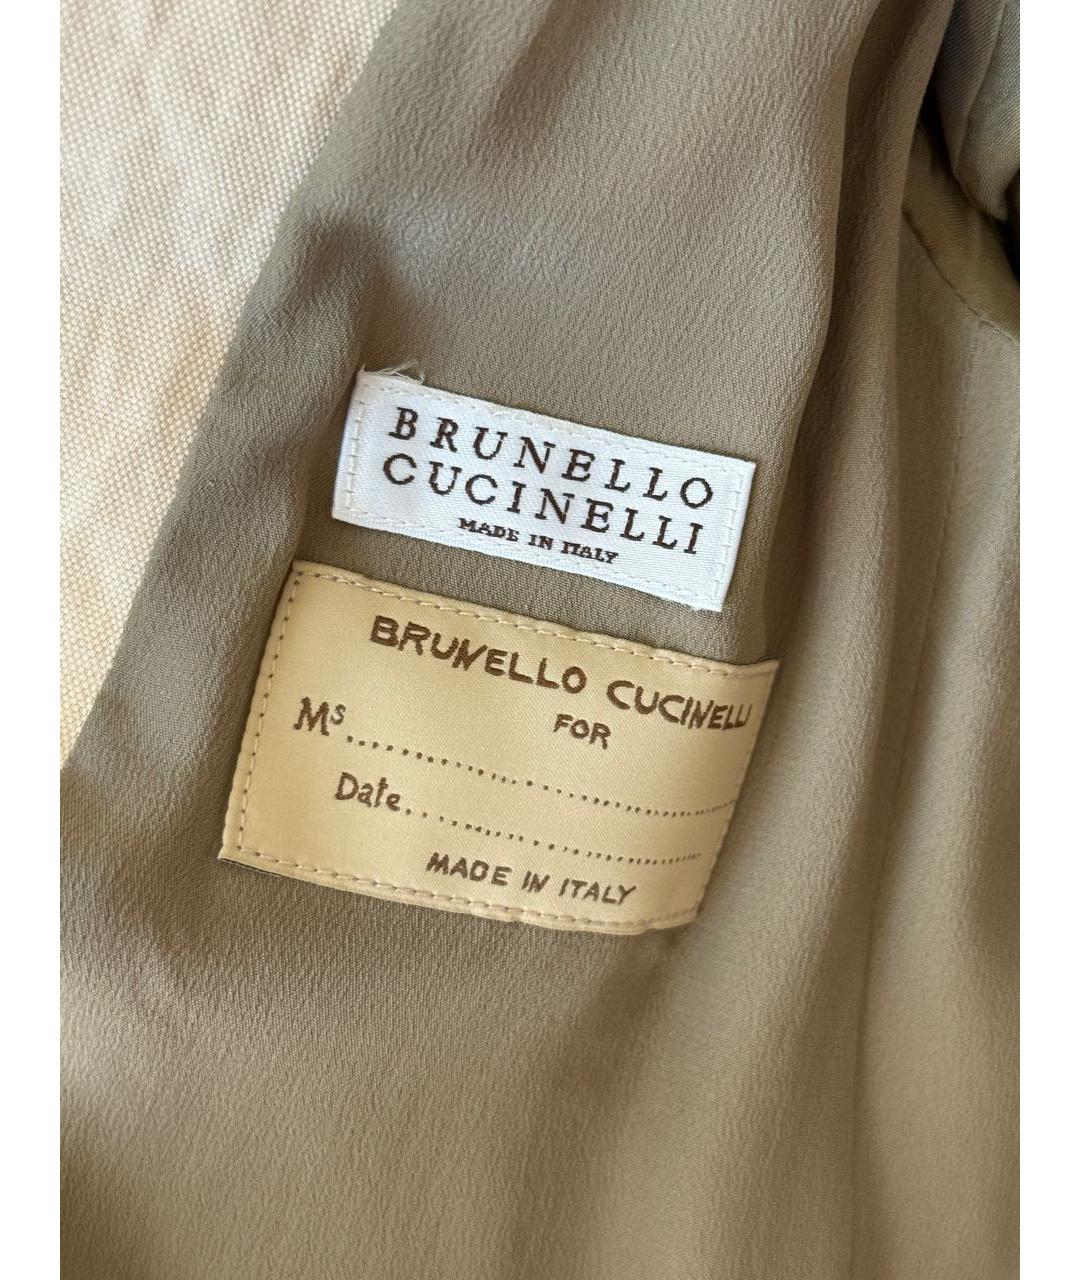 BRUNELLO
CUCINELLI
MADE IN ITALY
BRUNELLO CUCINELLI
FOR
Ms.........................................
Date..............................
MADE IN ITALY